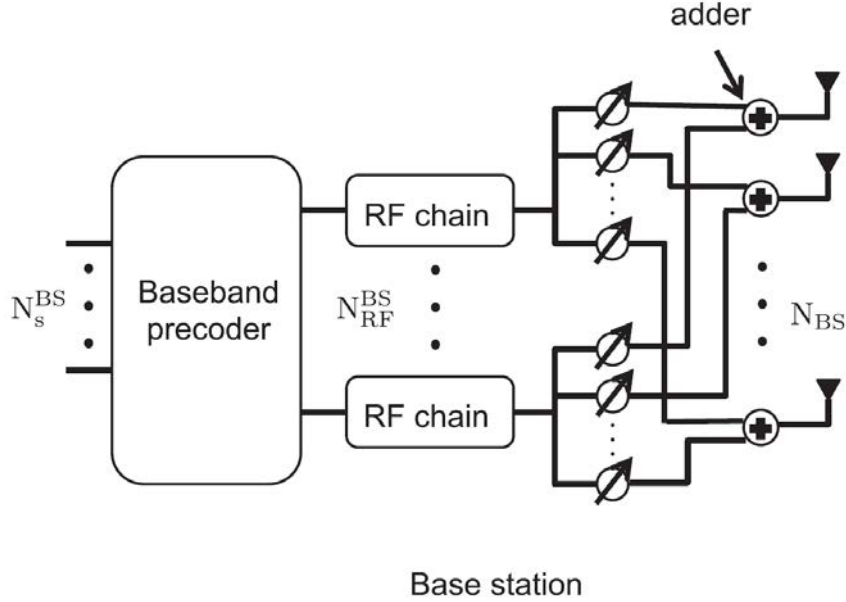 adder
RF chain
Baseband
precoder
N_s^BS
N_RF^BS
N_BS
RF chain
Base station